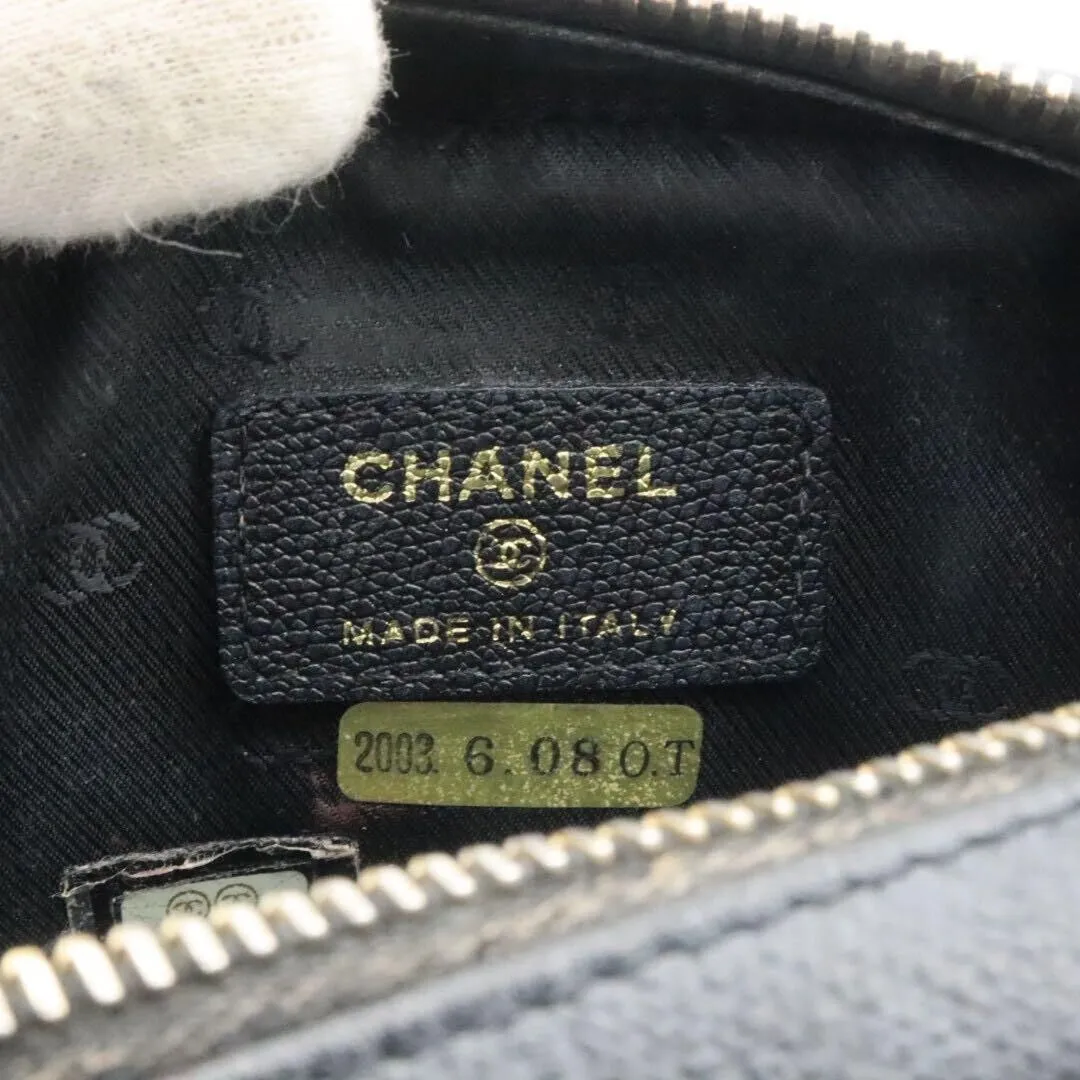 CHANEL
MADE IN ITALY
2003. 6.08 O.T